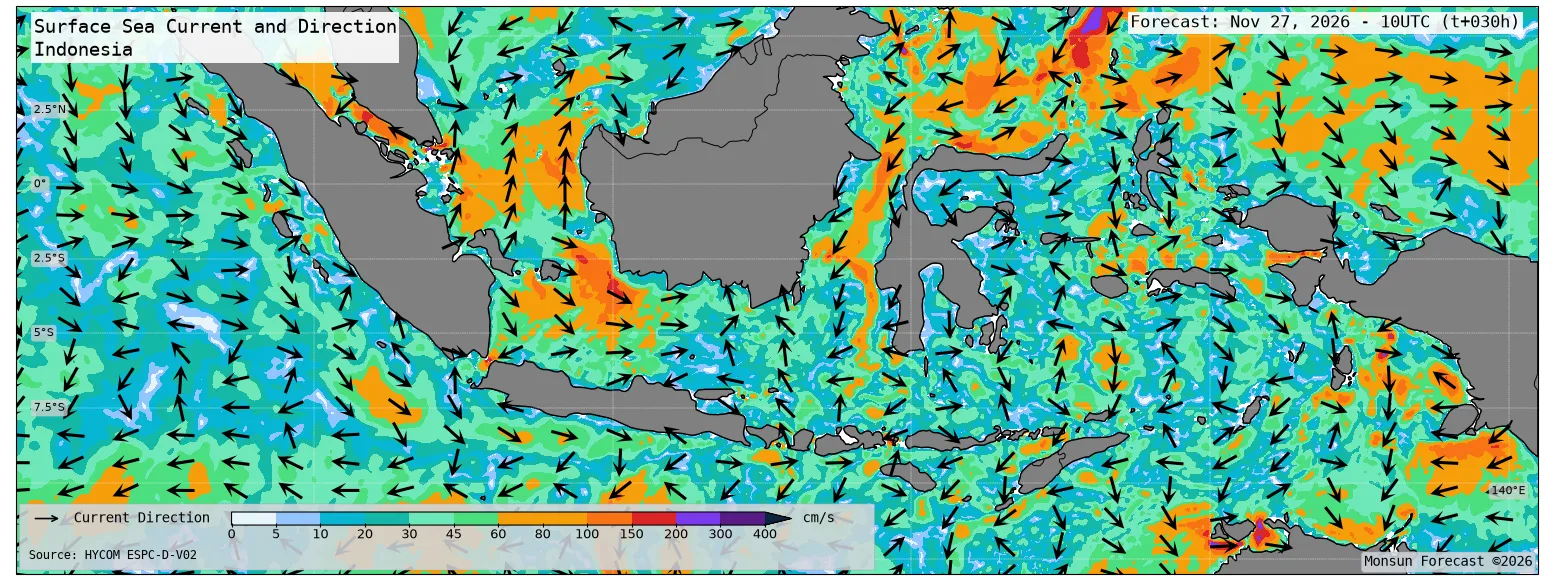 Surface Sea Current and Direction
Indonesia
Forecast: Nov 27, 2026 - 10UTC (t+030h)
2.5°N
0°
2.5°S
5°S
7.5°S
140°E
Current Direction
0 5 10 20 30 45 60 80 100 150 200 300 400 cm/s
Source: HYCOM ESPC-D-V02
Monsun Forecast ©2026